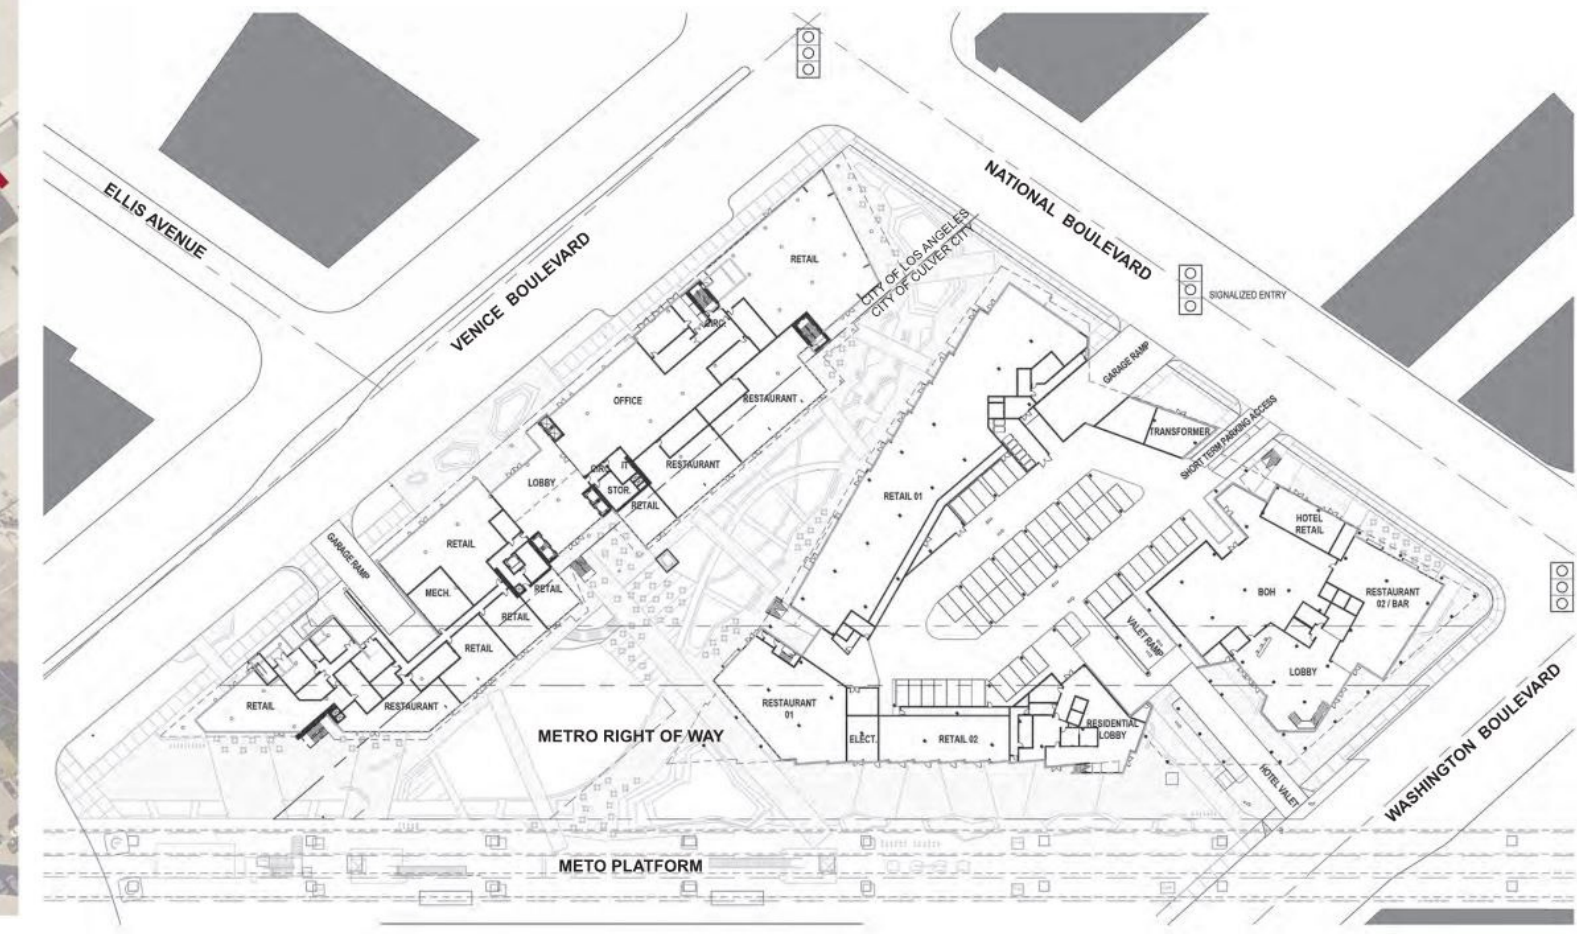 ELLIS AVENUE
VENICE BOULEVARD
NATIONAL BOULEVARD
CITY OF LOS ANGELES
CITY OF CULVER CITY
SIGNALIZED ENTRY
RETAIL
CIRC.
GARAGE RAMP
OFFICE
RESTAURANT
TRANSFORMER
SHORT TERM PARKING ACCESS
CIRC.
IT
RESTAURANT
LOBBY
STOR.
RETAIL
RETAIL 01
HOTEL
RETAIL
GARAGE RAMP
RETAIL
MECH.
RETAIL
RETAIL
BOH
RESTAURANT
02 / BAR
VALET RAMP
RETAIL
LOBBY
RETAIL
RESTAURANT
RESTAURANT
01
METRO RIGHT OF WAY
ELECT.
RETAIL 02
RESIDENTIAL
LOBBY
HOTEL VALET
WASHINGTON BOULEVARD
METO PLATFORM